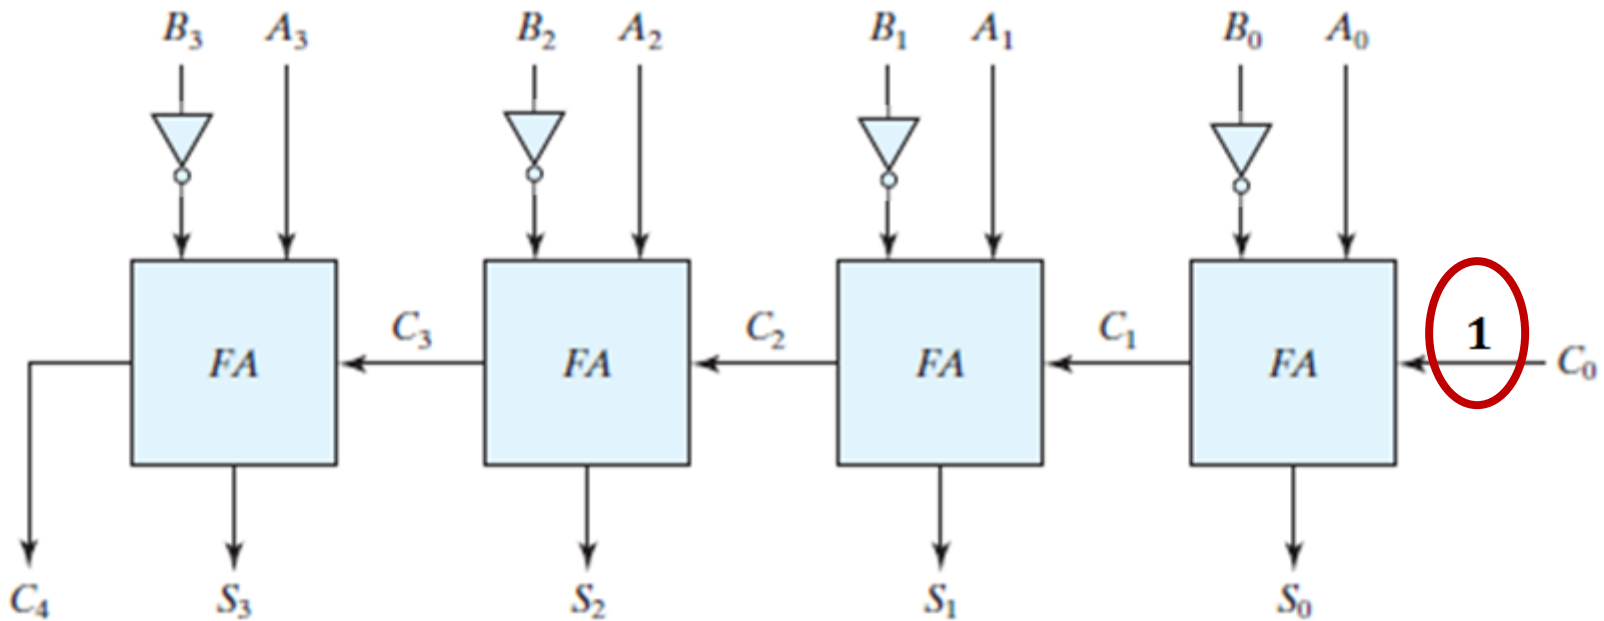 B₃ A₃ B₂ A₂ B₁ A₁ B₀ A₀
C₃ C₂ C₁ 1
FA FA FA FA C₀
C₄ S₃ S₂ S₁ S₀